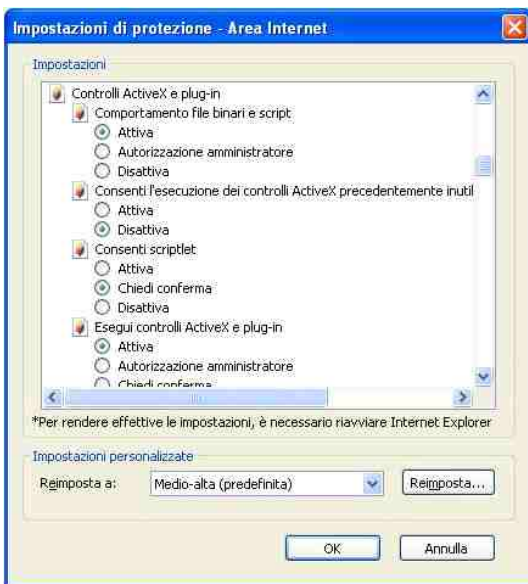 Impostazioni di protezione - Area Internet
Impostazioni
Controlli ActiveX e plug-in
Comportamento file binari e script
Attiva
Autorizzazione amministratore
Disattiva
Consenti l'esecuzione dei controlli ActiveX precedentemente inutil
Attiva
Disattiva
Consenti scriptlet
Attiva
Chiedi conferma
Disattiva
Esegui controlli ActiveX e plug-in
Attiva
Autorizzazione amministratore
Chiedi conferma
*Per rendere effettive le impostazioni, è necessario riavviare Internet Explorer
Impostazioni personalizzate
Reimposta a: Medio-alta (predefinita) Reimposta...
OK Annulla